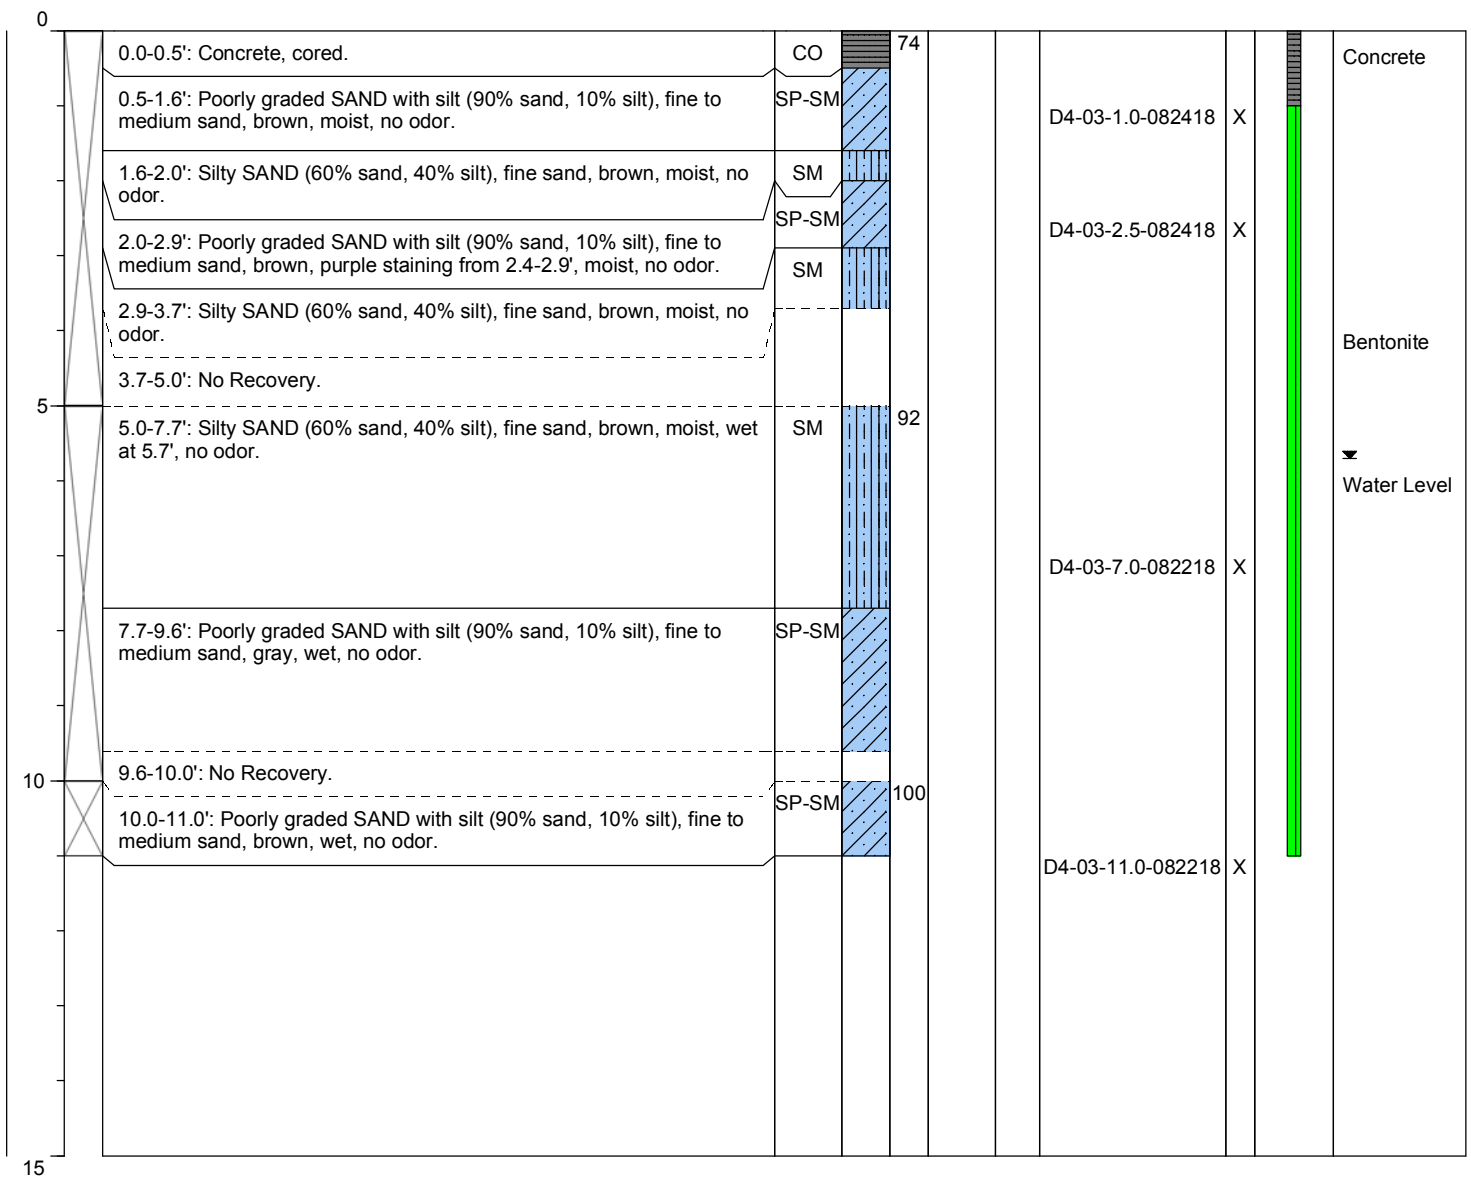 0
0.0-0.5': Concrete, cored.
CO
74
Concrete
0.5-1.6': Poorly graded SAND with silt (90% sand, 10% silt), fine to
medium sand, brown, moist, no odor.
SP-SM
D4-03-1.0-082418 X
1.6-2.0': Silty SAND (60% sand, 40% silt), fine sand, brown, moist, no
odor.
SM
SP-SM
D4-03-2.5-082418 X
2.0-2.9': Poorly graded SAND with silt (90% sand, 10% silt), fine to
medium sand, brown, purple staining from 2.4-2.9', moist, no odor.
SM
2.9-3.7': Silty SAND (60% sand, 40% silt), fine sand, brown, moist, no
odor.
Bentonite
3.7-5.0': No Recovery.
5
5.0-7.7': Silty SAND (60% sand, 40% silt), fine sand, brown, moist, wet
at 5.7', no odor.
SM
92
Water Level
D4-03-7.0-082218 X
7.7-9.6': Poorly graded SAND with silt (90% sand, 10% silt), fine to
medium sand, gray, wet, no odor.
SP-SM
9.6-10.0': No Recovery.
10
10.0-11.0': Poorly graded SAND with silt (90% sand, 10% silt), fine to
medium sand, brown, wet, no odor.
SP-SM
100
D4-03-11.0-082218 X
15